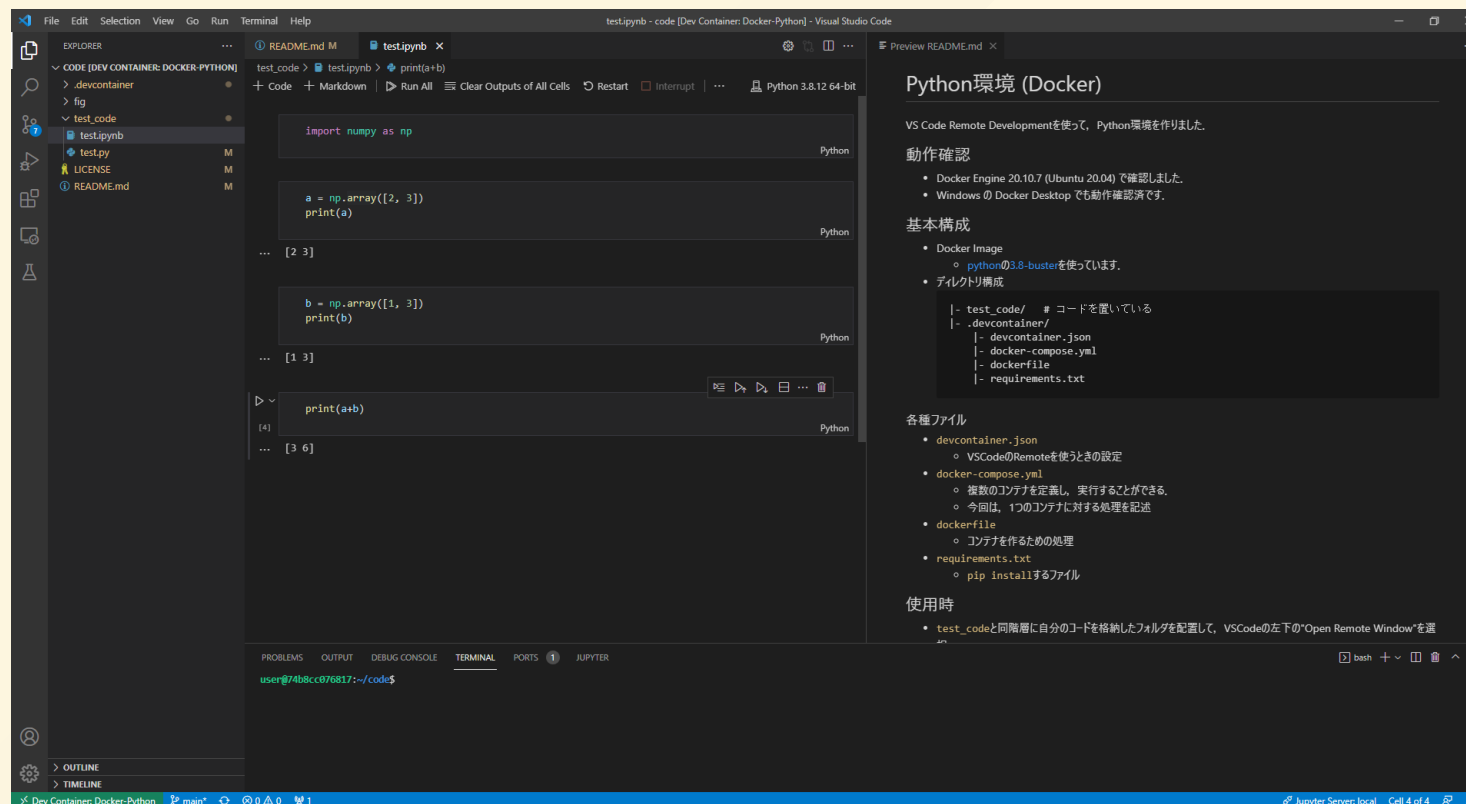 File Edit Selection View Go Run Terminal Help
test.ipynb - code [Dev Container: Docker-Python] - Visual Studio Code
EXPLORER
CODE [DEV CONTAINER: DOCKER-PYTHON]
.devcontainer
fig
test_code
test.ipynb
test.py M
LICENSE M
README.md M
OUTLINE
TIMELINE
7
README.md M
test.ipynb
test_code > test.ipynb > print(a+b)
Code Markdown Run All Clear Outputs of All Cells Restart Interrupt Python 3.8.12 64-bit
import numpy as np
Python
a = np.array([2, 3])
print(a)
Python
[2 3]
b = np.array([1, 3])
print(b)
Python
[1 3]
print(a+b)
[4]
Python
[3 6]
Preview README.md
Python環境 (Docker)
VS Code Remote Developmentを使って，Python環境を作りました．
動作確認
• Docker Engine 20.10.7 (Ubuntu 20.04) で確認しました．
• Windows の Docker Desktop でも動作確認済です．
基本構成
• Docker Image
pythonの3.8-busterを使っています．
• ディレクトリ構成
|- test_code/ # コードを置いている
|- .devcontainer/
|- devcontainer.json
|- docker-compose.yml
|- dockerfile
|- requirements.txt
各種ファイル
• devcontainer.json
VSCodeのRemoteを使うときの設定
• docker-compose.yml
複数のコンテナを定義し，実行することができる．
今回は，1つのコンテナに対する処理を記述
• dockerfile
コンテナを作るための処理
• requirements.txt
pip installするファイル
使用時
• test_codeと同階層に自分のコードを格納したフォルダを配置して，VSCodeの左下の"Open Remote Window"を選
PROBLEMS OUTPUT DEBUG CONSOLE TERMINAL PORTS 1 JUPYTER
bash
user@74b8cc076817:~/code$
Dev Container: Docker-Python main* 0 0 1
Jupyter Server: local Cell 4 of 4